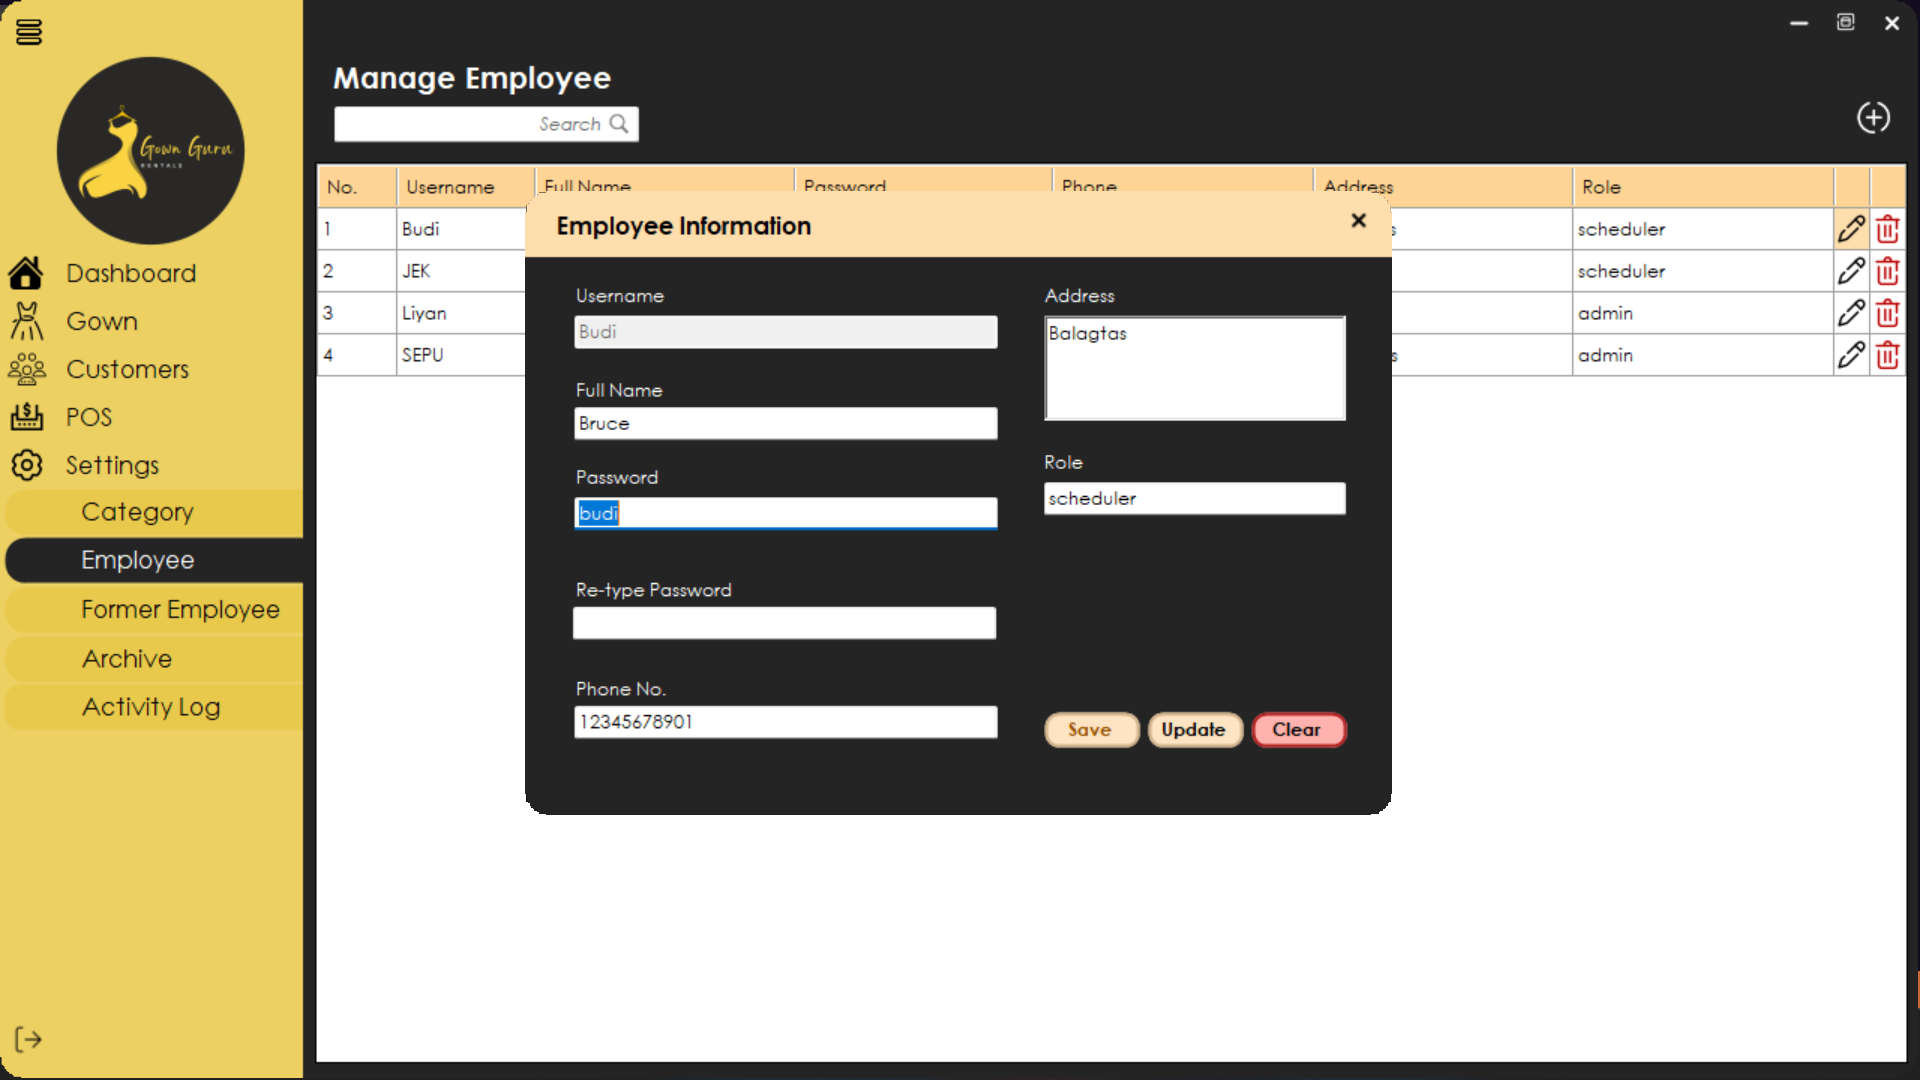 Gown Guru
RENTALS
Dashboard
Gown
Customers
POS
Settings
Category
Employee
Former Employee
Archive
Activity Log
Manage Employee
Search
No. Username Full Name Password Phone Address Role
1 Budi s scheduler
2 JEK scheduler
3 Liyan admin
4 SEPU s admin
Employee Information
Username
Budi
Full Name
Bruce
Password
budi
Re-type Password
Phone No.
12345678901
Address
Balagtas
Role
scheduler
Save Update Clear